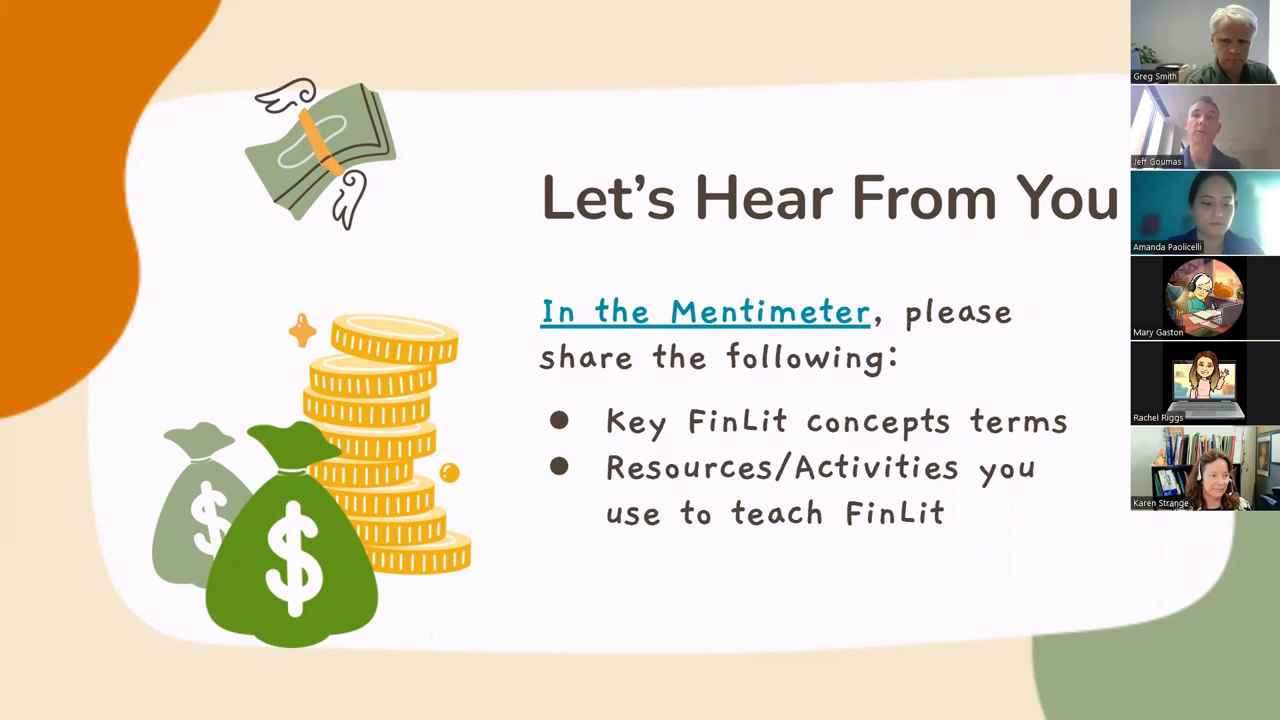 Let's Hear From You
In the Mentimeter, please
share the following:
● Key FinLit concepts terms
● Resources/Activities you
use to teach FinLit
$
$
Greg Smith
Jeff Goumas
Amanda Paolicelli
Mary Gaston
Rachel Riggs
Karen Strange